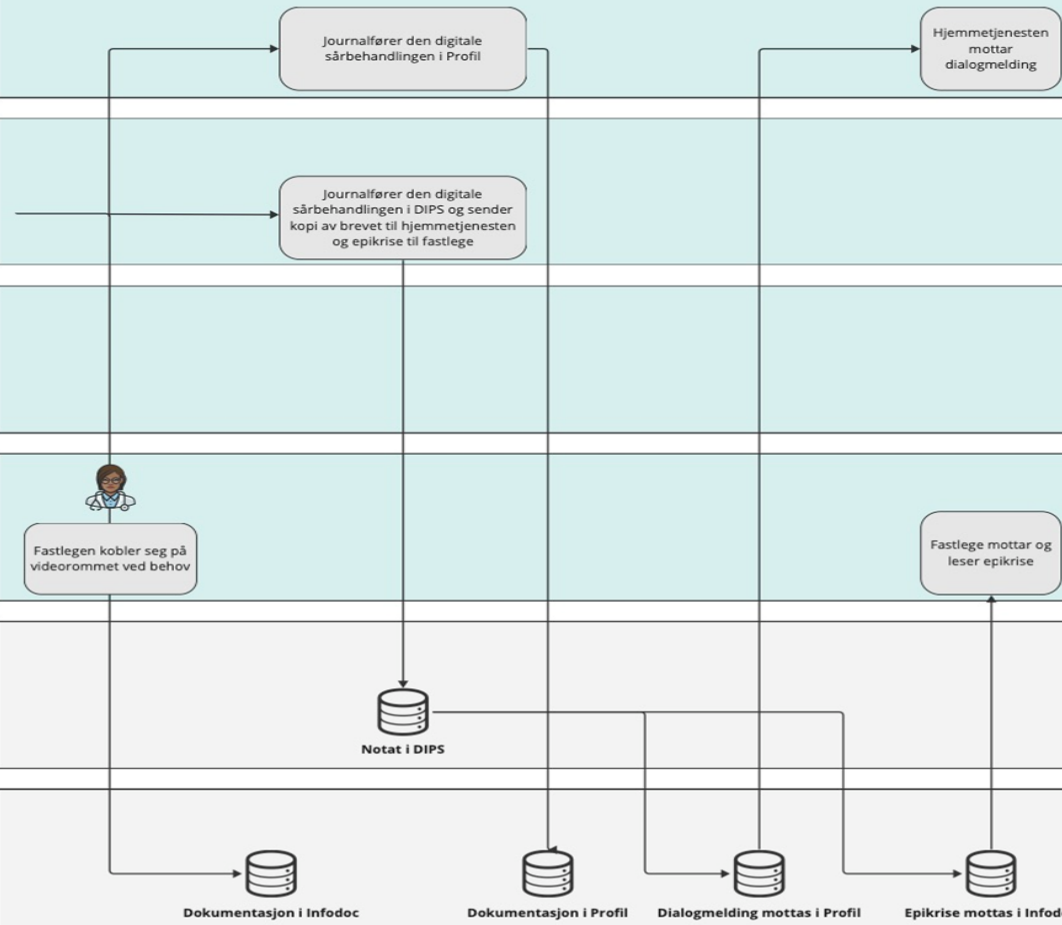 Journalfører den digitale
sårbehandlingen i Profil
Hjemmetjenesten
mottar
dialogmelding
Journalfører den digitale
sårbehandlingen i DIPS og sender
kopi av brevet til hjemmetjenesten
og epikrise til fastlege
Fastlegen kobler seg på
videorommet ved behov
Fastlege mottar og
leser epikrise
Notat i DIPS
Dokumentasjon i Infodoc
Dokumentasjon i Profil
Dialogmelding mottas i Profil
Epikrise mottas i Infod